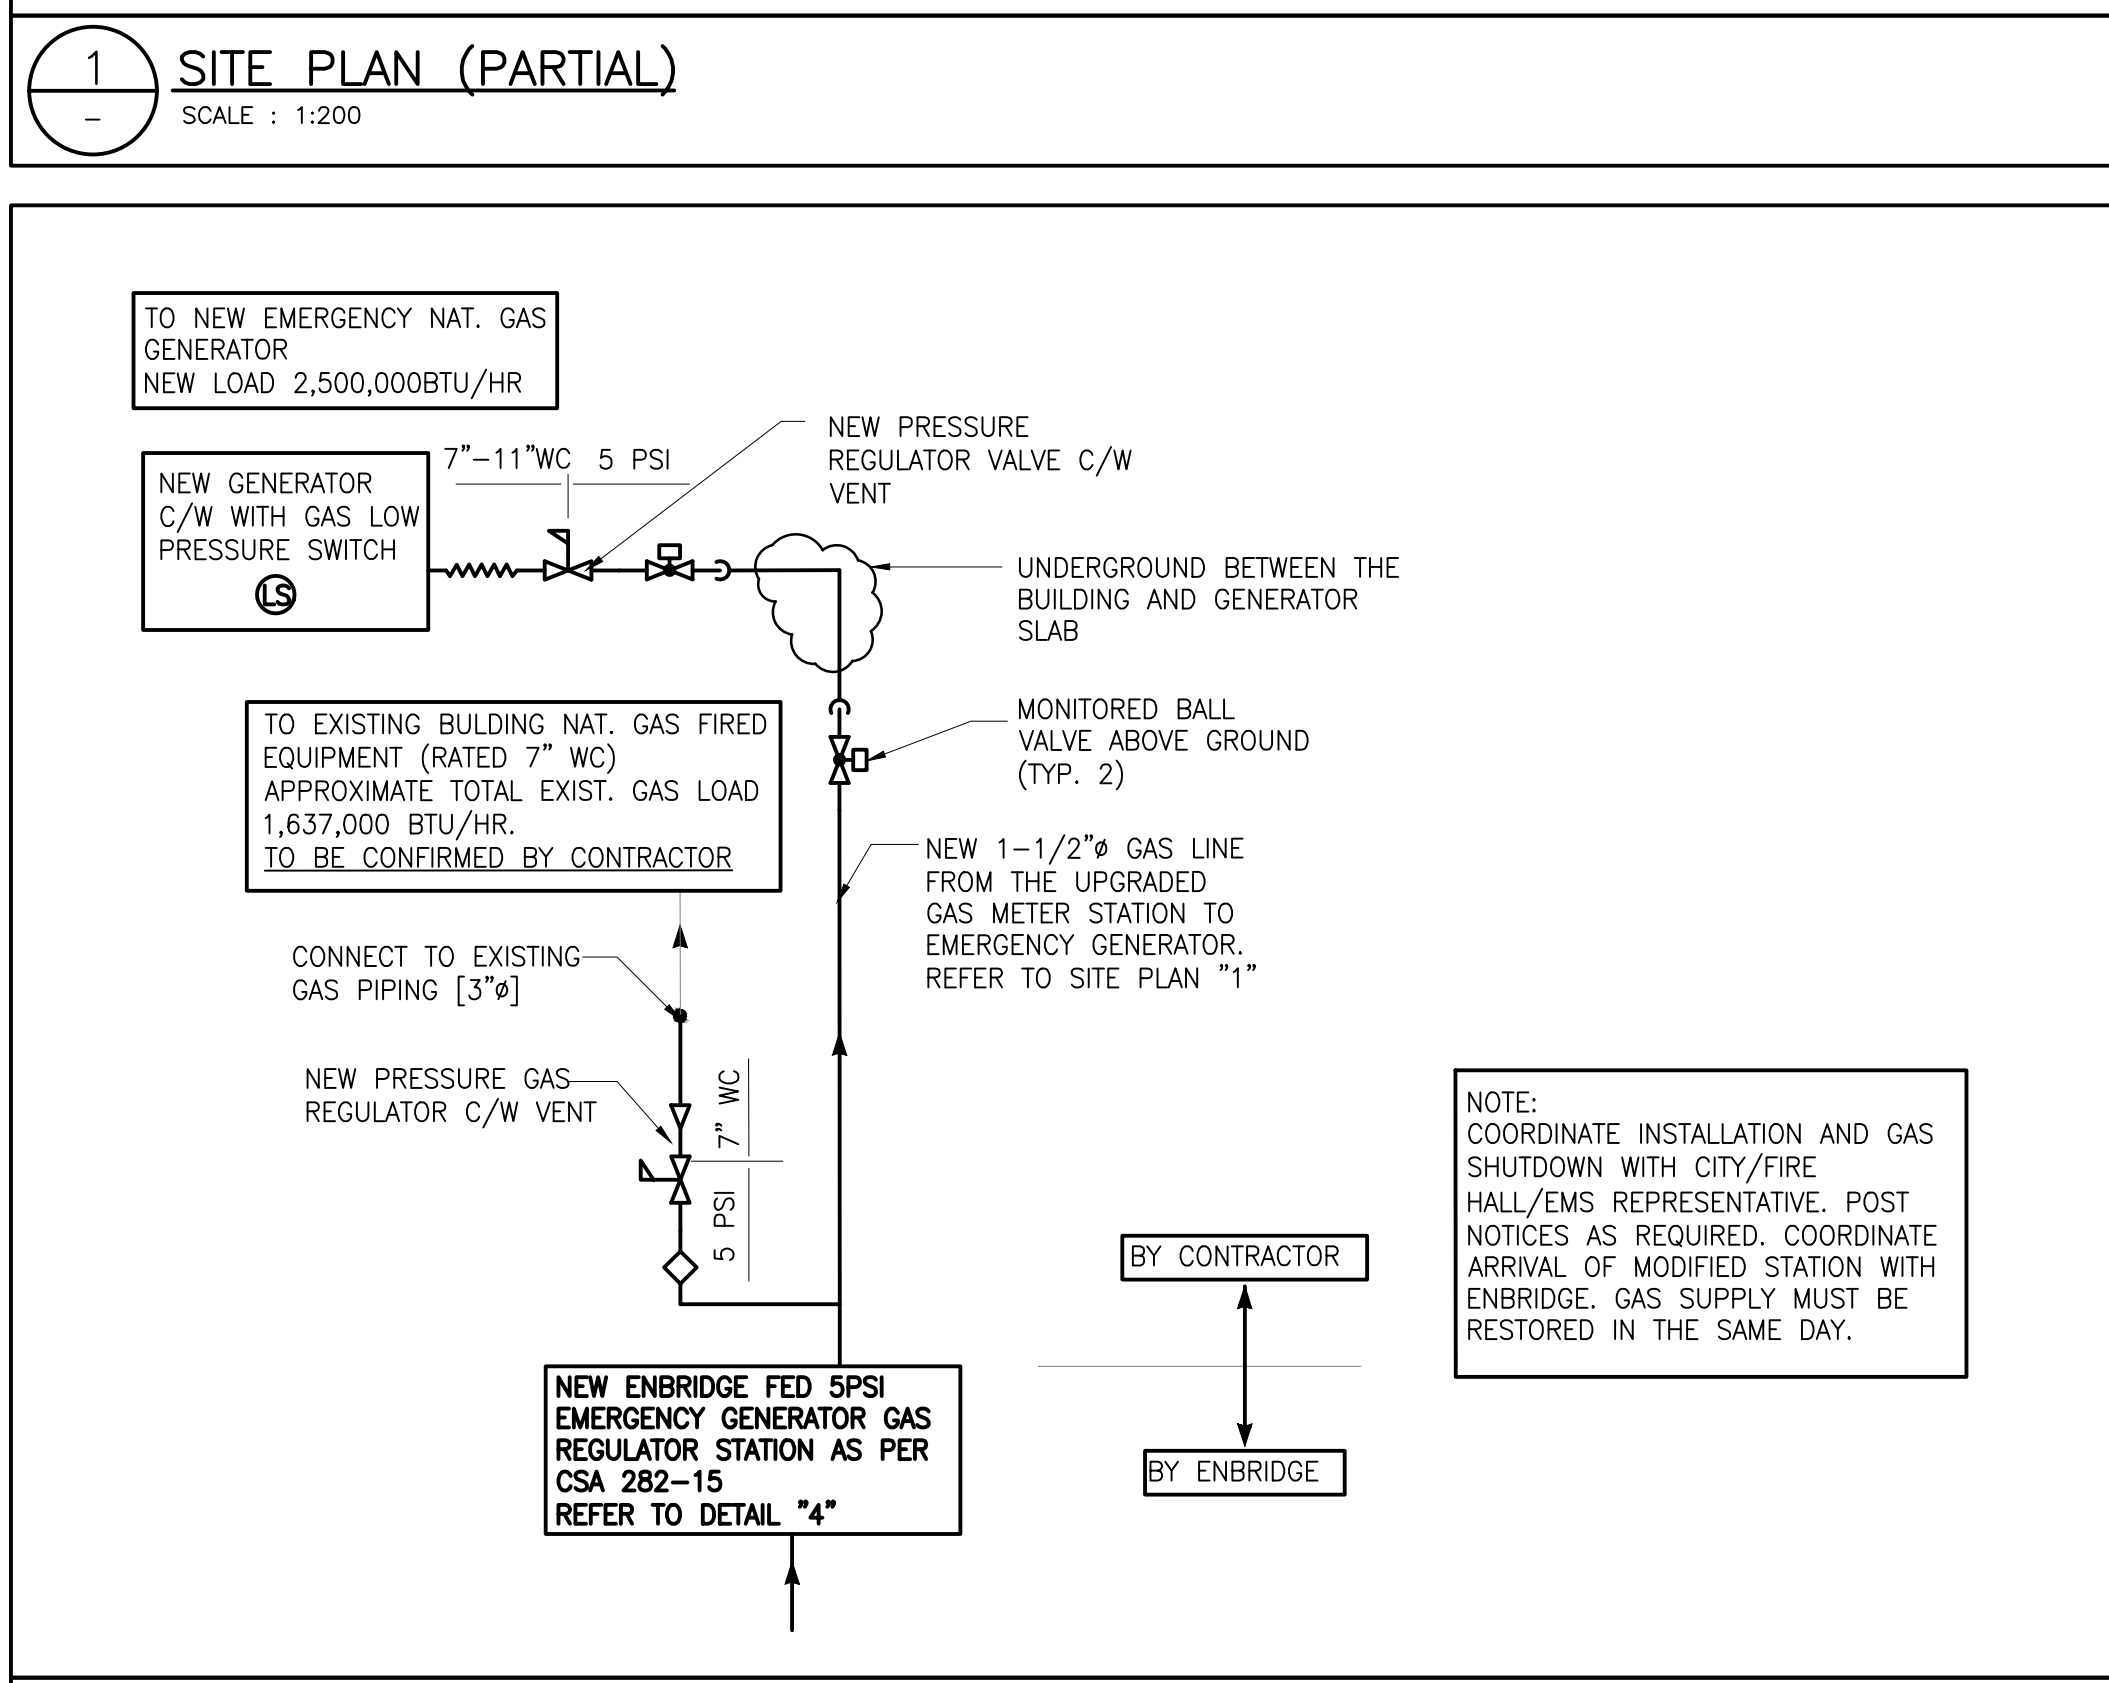 1
-
SITE PLAN (PARTIAL)
SCALE : 1:200
TO NEW EMERGENCY NAT. GAS
GENERATOR
NEW LOAD 2,500,000BTU/HR
NEW GENERATOR
C/W WITH GAS LOW
PRESSURE SWITCH
LS
7"-11"WC 5 PSI
NEW PRESSURE
REGULATOR VALVE C/W
VENT
UNDERGROUND BETWEEN THE
BUILDING AND GENERATOR
SLAB
TO EXISTING BULDING NAT. GAS FIRED
EQUIPMENT (RATED 7" WC)
APPROXIMATE TOTAL EXIST. GAS LOAD
1,637,000 BTU/HR.
TO BE CONFIRMED BY CONTRACTOR
MONITORED BALL
VALVE ABOVE GROUND
(TYP. 2)
NEW 1-1/2"ø GAS LINE
FROM THE UPGRADED
GAS METER STATION TO
EMERGENCY GENERATOR.
REFER TO SITE PLAN "1"
CONNECT TO EXISTING
GAS PIPING [3"ø]
NEW PRESSURE GAS
REGULATOR C/W VENT
7" WC
5 PSI
NOTE:
COORDINATE INSTALLATION AND GAS
SHUTDOWN WITH CITY/FIRE
HALL/EMS REPRESENTATIVE. POST
NOTICES AS REQUIRED. COORDINATE
ARRIVAL OF MODIFIED STATION WITH
ENBRIDGE. GAS SUPPLY MUST BE
RESTORED IN THE SAME DAY.
BY CONTRACTOR
BY ENBRIDGE
NEW ENBRIDGE FED 5PSI
EMERGENCY GENERATOR GAS
REGULATOR STATION AS PER
CSA 282-15
REFER TO DETAIL "4"